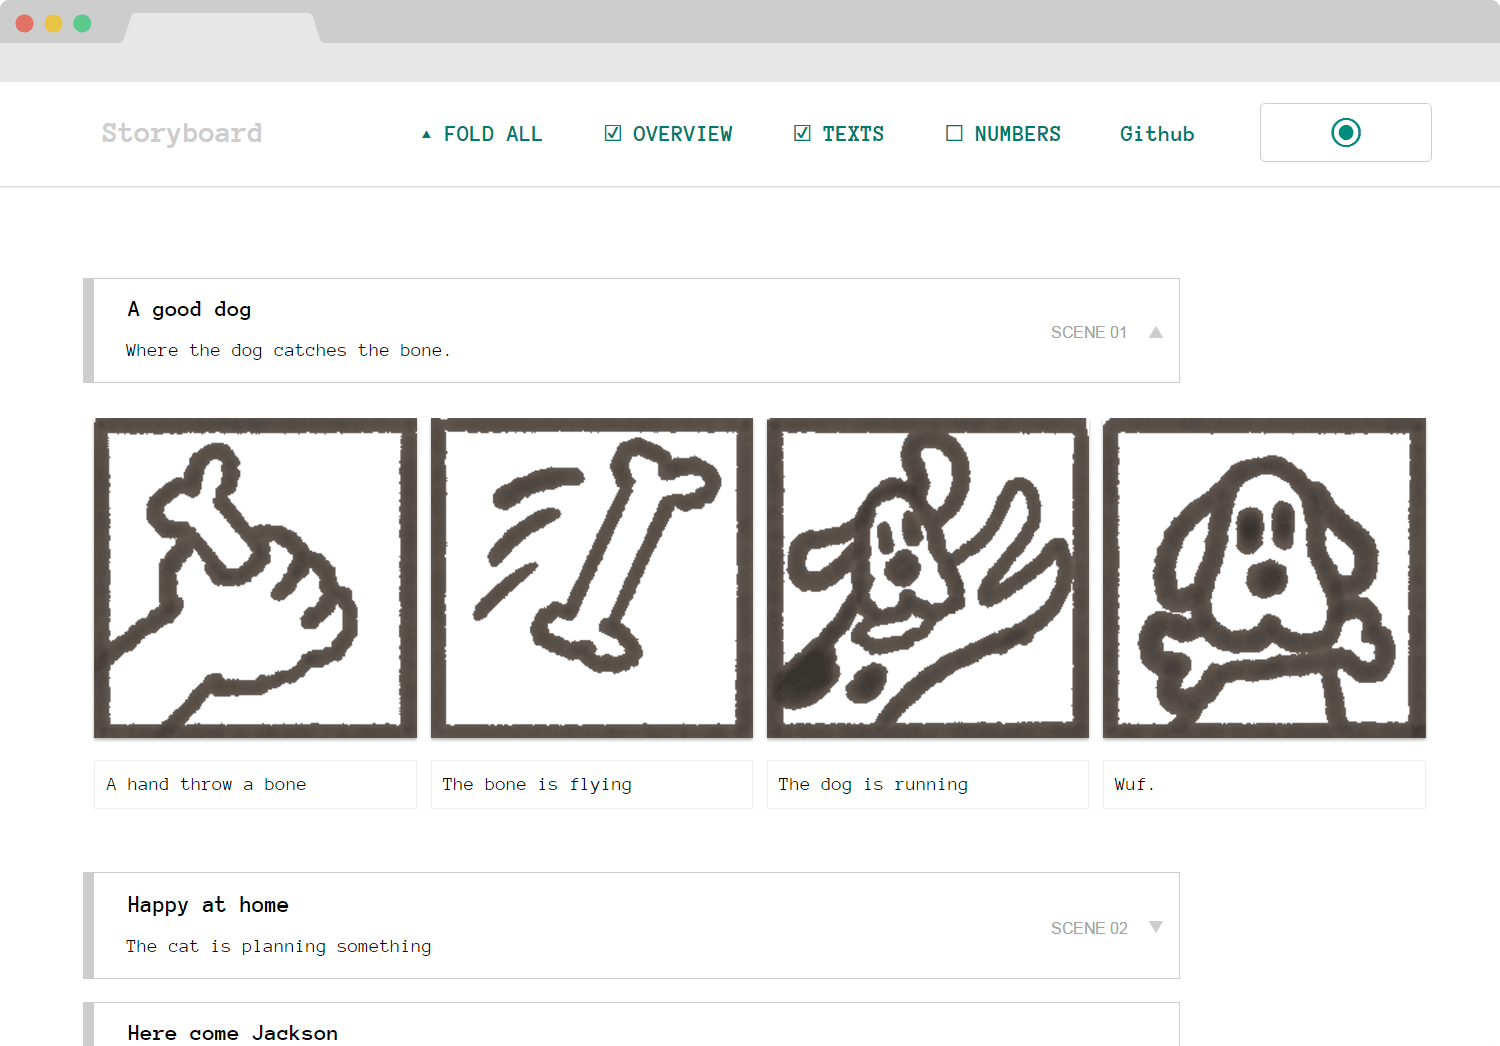 Storyboard
▲ FOLD ALL
☑ OVERVIEW
☑ TEXTS
☐ NUMBERS
Github
A good dog
Where the dog catches the bone.
SCENE 01 ▲
A hand throw a bone
The bone is flying
The dog is running
Wuf.
Happy at home
The cat is planning something
SCENE 02 ▼
Here come Jackson